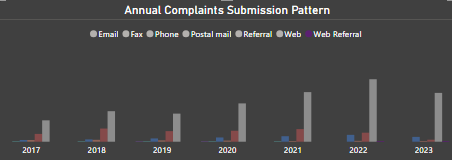 Annual Complaints Submission Pattern
Email Fax Phone Postal mail Referral Web Web Referral
2017 2018 2019 2020 2021 2022 2023